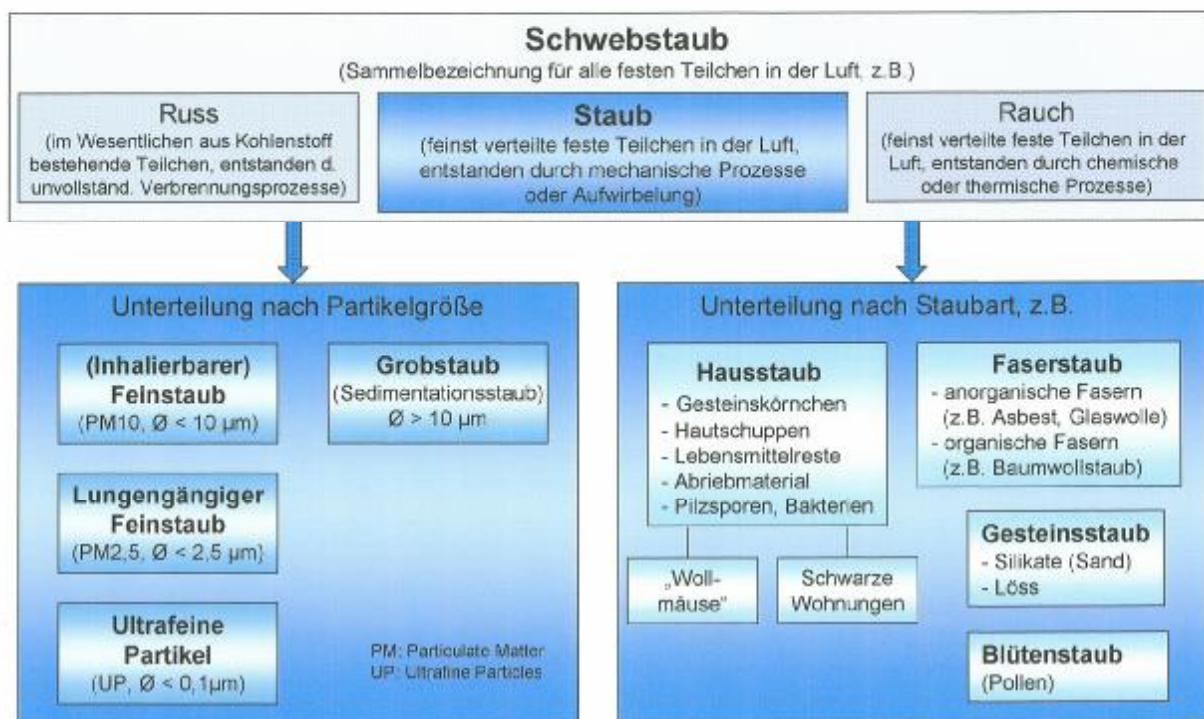 Schwebstaub
(Sammelbezeichnung für alle festen Teilchen in der Luft, z.B.)
Russ
(im Wesentlichen aus Kohlenstoff
bestehende Teilchen, entstanden d.
unvollständ. Verbrennungsprozesse)
Staub
(feinst verteilte feste Teilchen in der Luft,
entstanden durch mechanische Prozesse
oder Aufwirbelung)
Rauch
(feinst verteilte feste Teilchen in der
Luft, entstanden durch chemische
oder thermische Prozesse)
Unterteilung nach Partikelgröße
(Inhalierbarer)
Feinstaub
(PM10, Ø < 10 µm)
Grobstaub
(Sedimentationsstaub)
Ø > 10 µm
Lungengängiger
Feinstaub
(PM2,5, Ø < 2,5 µm)
Ultrafeine
Partikel
(UP, Ø < 0,1µm)
PM: Particulate Matter
UP: Ultrafine Particles
Unterteilung nach Staubart, z.B.
Hausstaub
- Gesteinskörnchen
- Hautschuppen
- Lebensmittelreste
- Abriebmaterial
- Pilzsporen, Bakterien
„Woll-
mäuse“
Schwarze
Wohnungen
Faserstaub
- anorganische Fasern
(z.B. Asbest, Glaswolle)
- organische Fasern
(z.B. Baumwollstaub)
Gesteinsstaub
- Silikate (Sand)
- Löss
Blütenstaub
(Pollen)